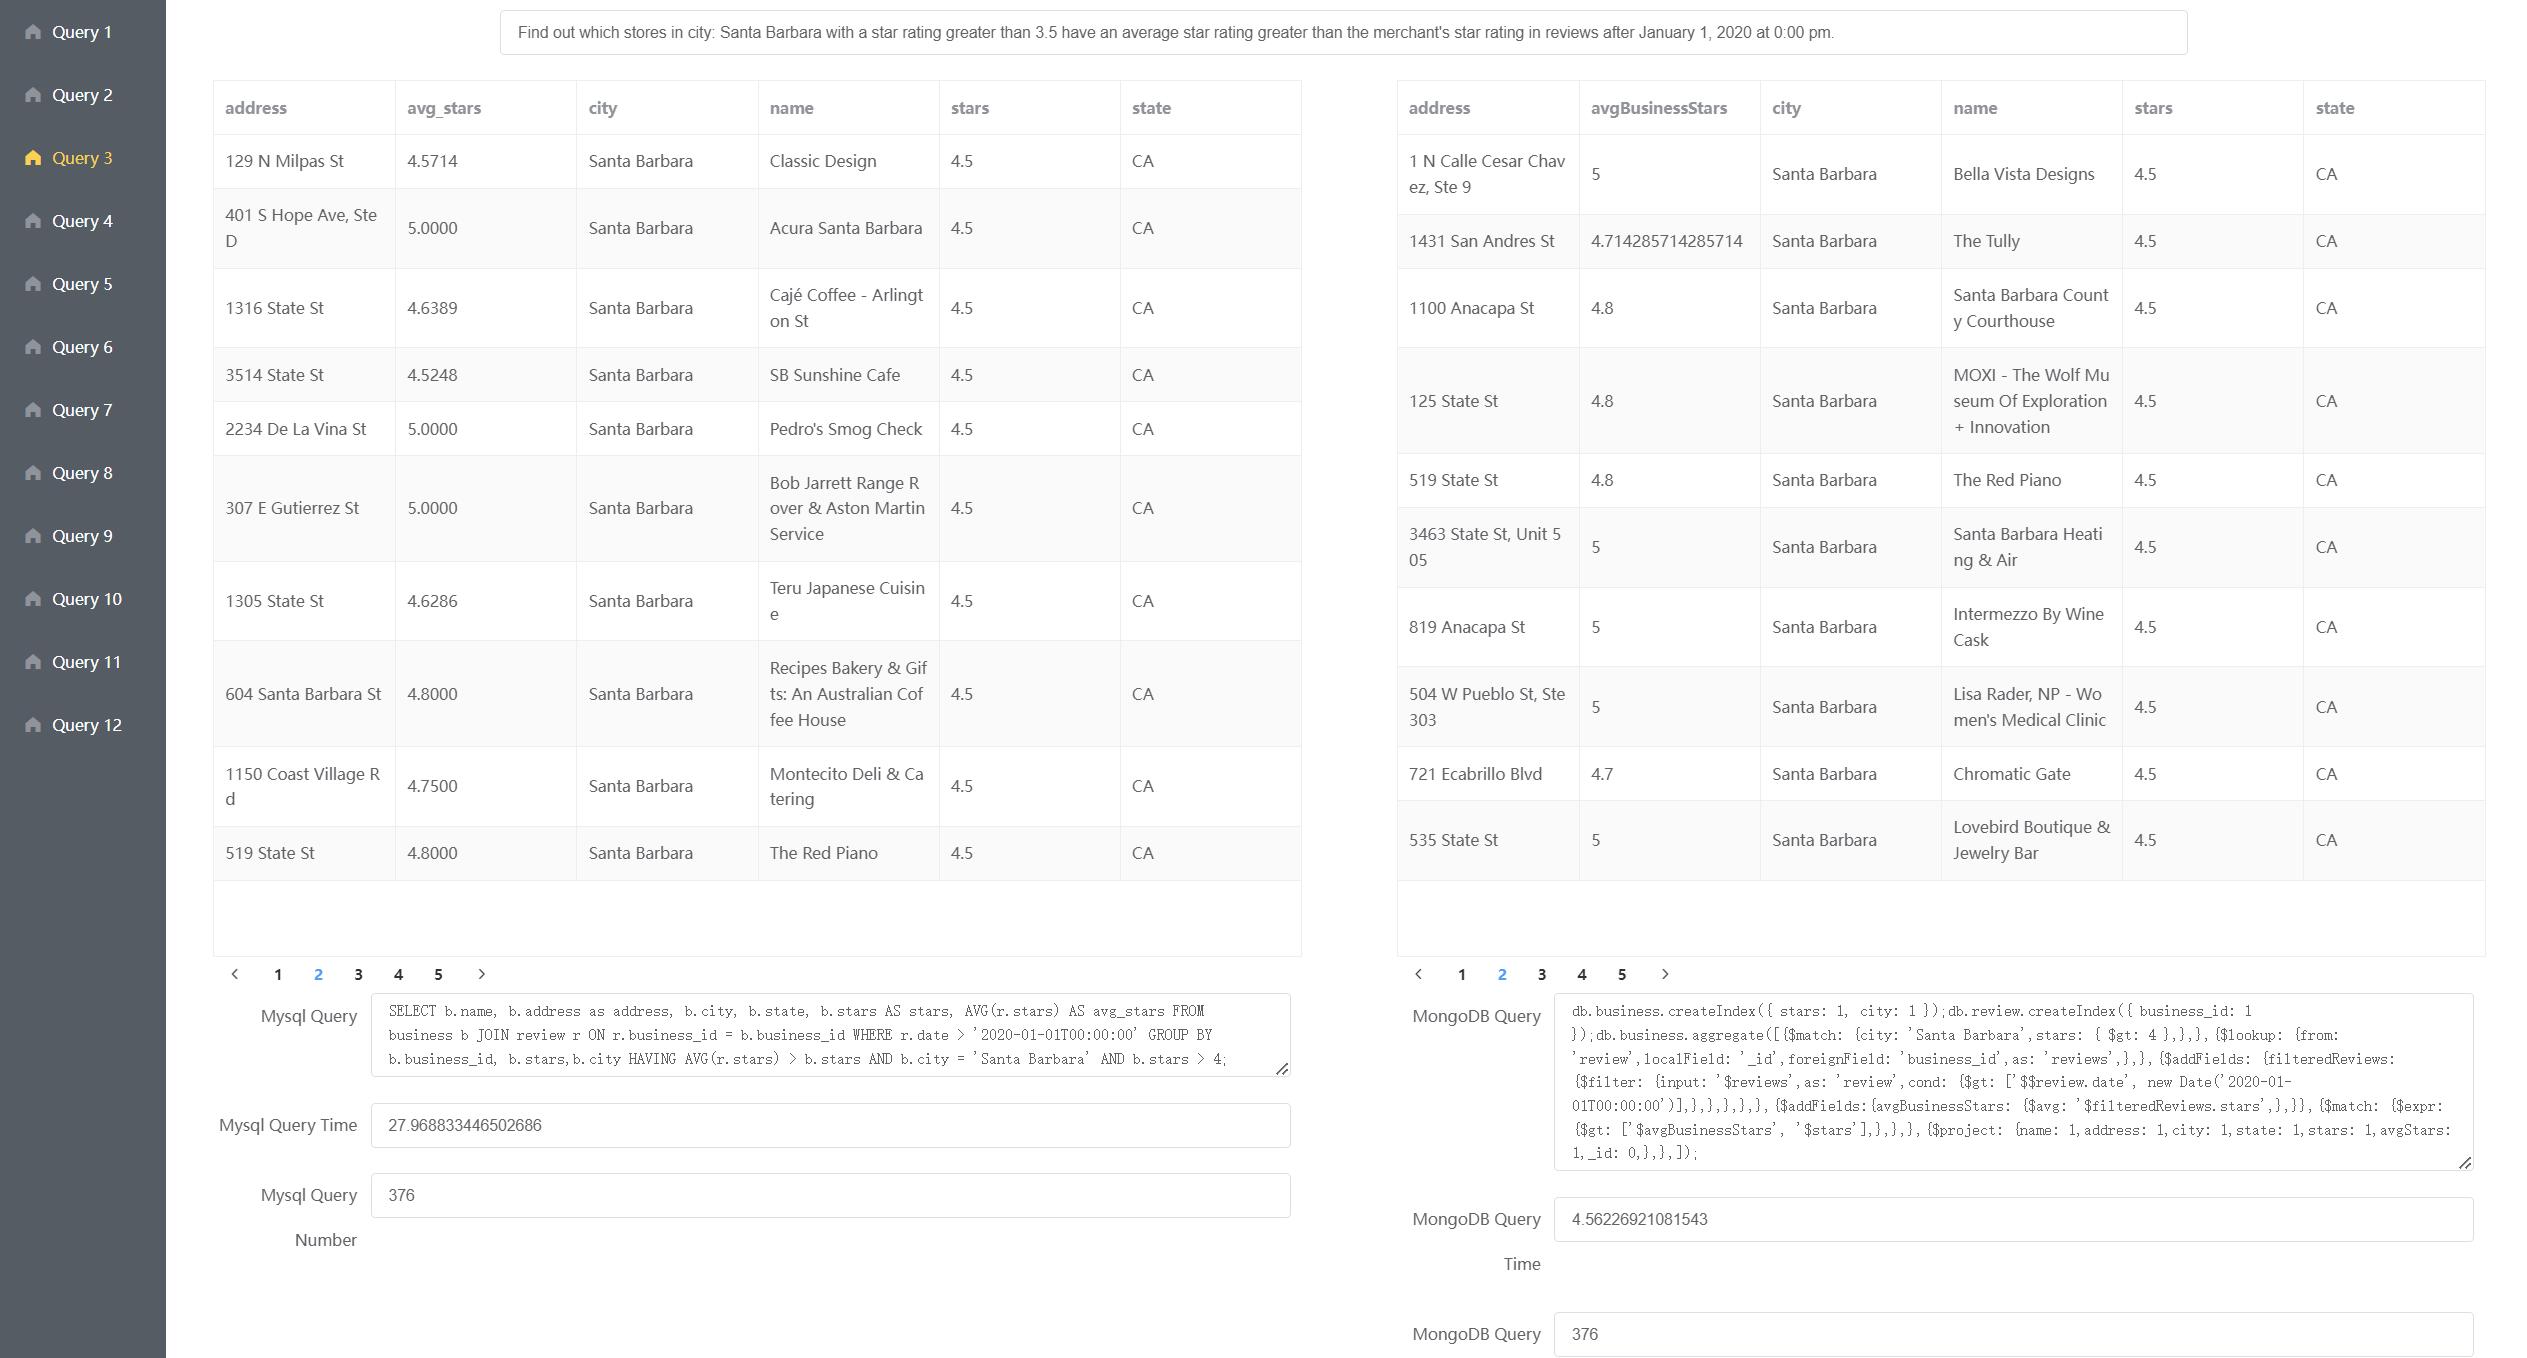 Query 1
Query 2
Query 3
Query 4
Query 5
Query 6
Query 7
Query 8
Query 9
Query 10
Query 11
Query 12
Find out which stores in city: Santa Barbara with a star rating greater than 3.5 have an average star rating greater than the merchant's star rating in reviews after January 1, 2020 at 0:00 pm.
address avg_stars city name stars state
129 N Milpas St 4.5714 Santa Barbara Classic Design 4.5 CA
401 S Hope Ave, Ste
D
5.0000 Santa Barbara Acura Santa Barbara 4.5 CA
1316 State St 4.6389 Santa Barbara
Cajé Coffee - Arlingt
on St
4.5 CA
3514 State St 4.5248 Santa Barbara SB Sunshine Cafe 4.5 CA
2234 De La Vina St 5.0000 Santa Barbara Pedro's Smog Check 4.5 CA
307 E Gutierrez St 5.0000 Santa Barbara
Bob Jarrett Range R
over & Aston Martin
Service
4.5 CA
1305 State St 4.6286 Santa Barbara
Teru Japanese Cuisin
e
4.5 CA
604 Santa Barbara St 4.8000 Santa Barbara
Recipes Bakery & Gif
ts: An Australian Cof
fee House
4.5 CA
1150 Coast Village R
d
4.7500 Santa Barbara
Montecito Deli & Ca
tering
4.5 CA
519 State St 4.8000 Santa Barbara The Red Piano 4.5 CA
1 2 3 4 5
Mysql Query
SELECT b.name, b.address as address, b.city, b.state, b.stars AS stars, AVG(r.stars) AS avg_stars FROM
business b JOIN review r ON r.business_id = b.business_id WHERE r.date > '2020-01-01T00:00:00' GROUP BY
b.business_id, b.stars,b.city HAVING AVG(r.stars) > b.stars AND b.city = 'Santa Barbara' AND b.stars > 4;
Mysql Query Time 27.968833446502686
Mysql Query
Number
376
address avgBusinessStars city name stars state
1 N Calle Cesar Chav
ez, Ste 9
5 Santa Barbara Bella Vista Designs 4.5 CA
1431 San Andres St 4.714285714285714 Santa Barbara The Tully 4.5 CA
1100 Anacapa St 4.8 Santa Barbara
Santa Barbara Count
y Courthouse
4.5 CA
125 State St 4.8 Santa Barbara
MOXI - The Wolf Mu
seum Of Exploration
+ Innovation
4.5 CA
519 State St 4.8 Santa Barbara The Red Piano 4.5 CA
3463 State St, Unit 5
05
5 Santa Barbara
Santa Barbara Heati
ng & Air
4.5 CA
819 Anacapa St 5 Santa Barbara
Intermezzo By Wine
Cask
4.5 CA
504 W Pueblo St, Ste
303
5 Santa Barbara
Lisa Rader, NP - Wo
men's Medical Clinic
4.5 CA
721 Ecabrillo Blvd 4.7 Santa Barbara Chromatic Gate 4.5 CA
535 State St 5 Santa Barbara
Lovebird Boutique &
Jewelry Bar
4.5 CA
1 2 3 4 5
MongoDB Query
db.business.createIndex({ stars: 1, city: 1 });db.review.createIndex({ business_id: 1
});db.business.aggregate([{$match: {city: 'Santa Barbara',stars: { $gt: 4 },},},{$lookup: {from:
'review',localField: '_id',foreignField: 'business_id',as: 'reviews',},},{$addFields: {filteredReviews:
{$filter: {input: '$reviews',as: 'review',cond: {$gt: ['$$review.date', new Date('2020-01-
01T00:00:00')],},},},},},{$addFields:{avgBusinessStars: {$avg: '$filteredReviews.stars',},}},{$match: {$expr:
{$gt: ['$avgBusinessStars', '$stars'],},},},{$project: {name: 1,address: 1,city: 1,state: 1,stars: 1,avgStars:
1,_id: 0,},},]);
MongoDB Query
Time
4.56226921081543
MongoDB Query 376